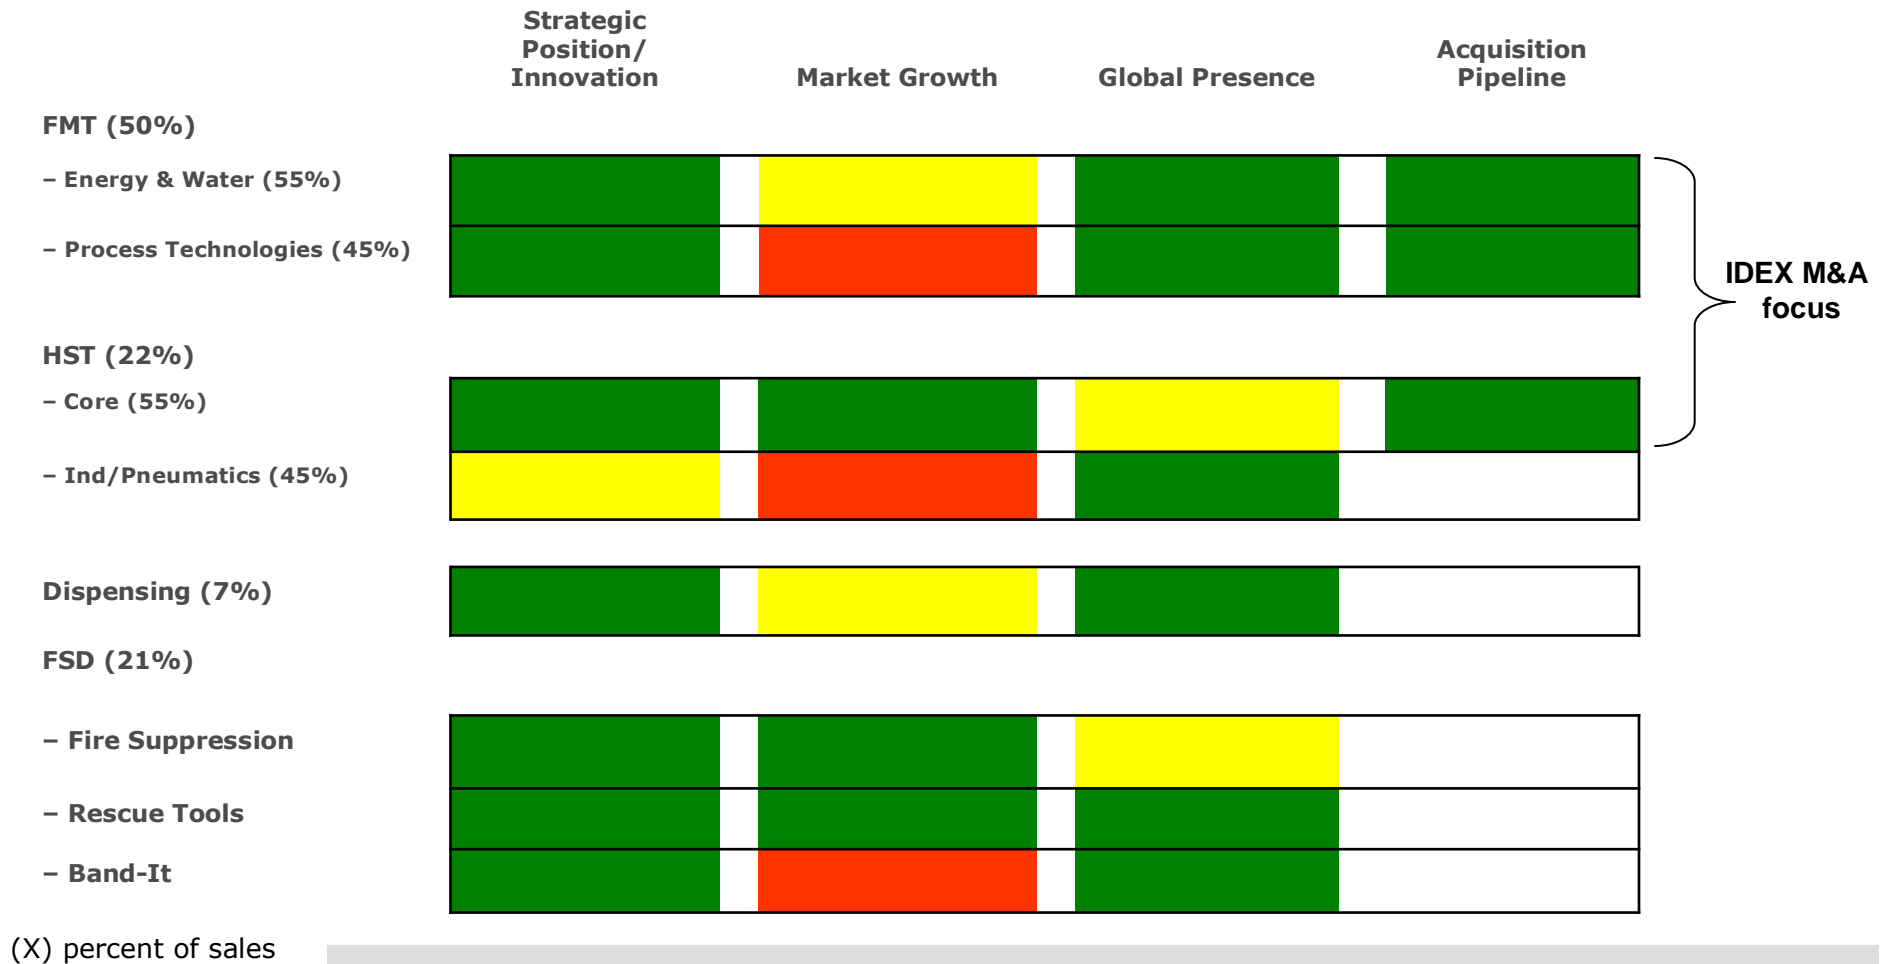 Strategic
Position/
Innovation
Market Growth
Global Presence
Acquisition
Pipeline
FMT (50%)
– Energy & Water (55%)
– Process Technologies (45%)
IDEX M&A
focus
HST (22%)
– Core (55%)
– Ind/Pneumatics (45%)
Dispensing (7%)
FSD (21%)
– Fire Suppression
– Rescue Tools
– Band-It
(X) percent of sales